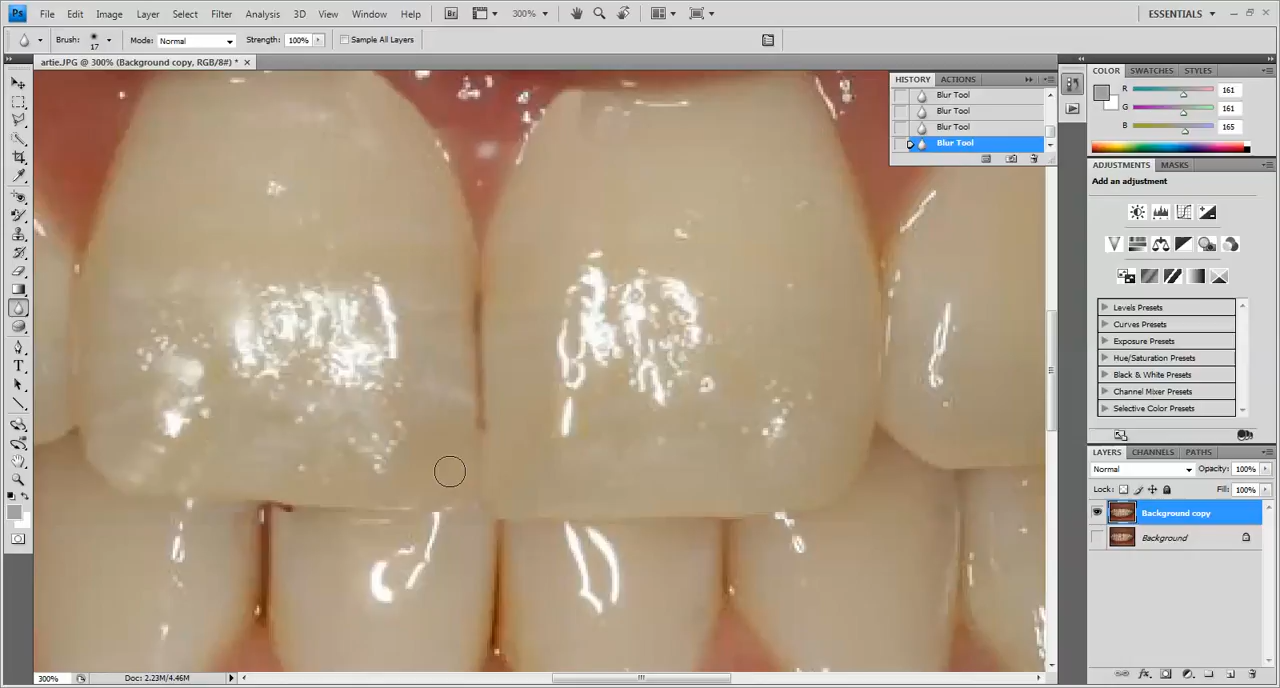 Ps File Edit Image Layer Select Filter Analysis 3D View Window Help Br 300% ESSENTIALS
Brush: 17 Mode: Normal Strength: 100% Sample All Layers
artie.JPG @ 300% (Background copy, RGB/8#) *
HISTORY ACTIONS
Blur Tool
Blur Tool
Blur Tool
Blur Tool
COLOR SWATCHES STYLES
R 161
G 161
B 165
ADJUSTMENTS MASKS
Add an adjustment
Levels Presets
Curves Presets
Exposure Presets
Hue/Saturation Presets
Black & White Presets
Channel Mixer Presets
Selective Color Presets
LAYERS CHANNELS PATHS
Normal Opacity: 100%
Lock: Fill: 100%
Background copy
Background
300% Doc: 2.23M/4.46M